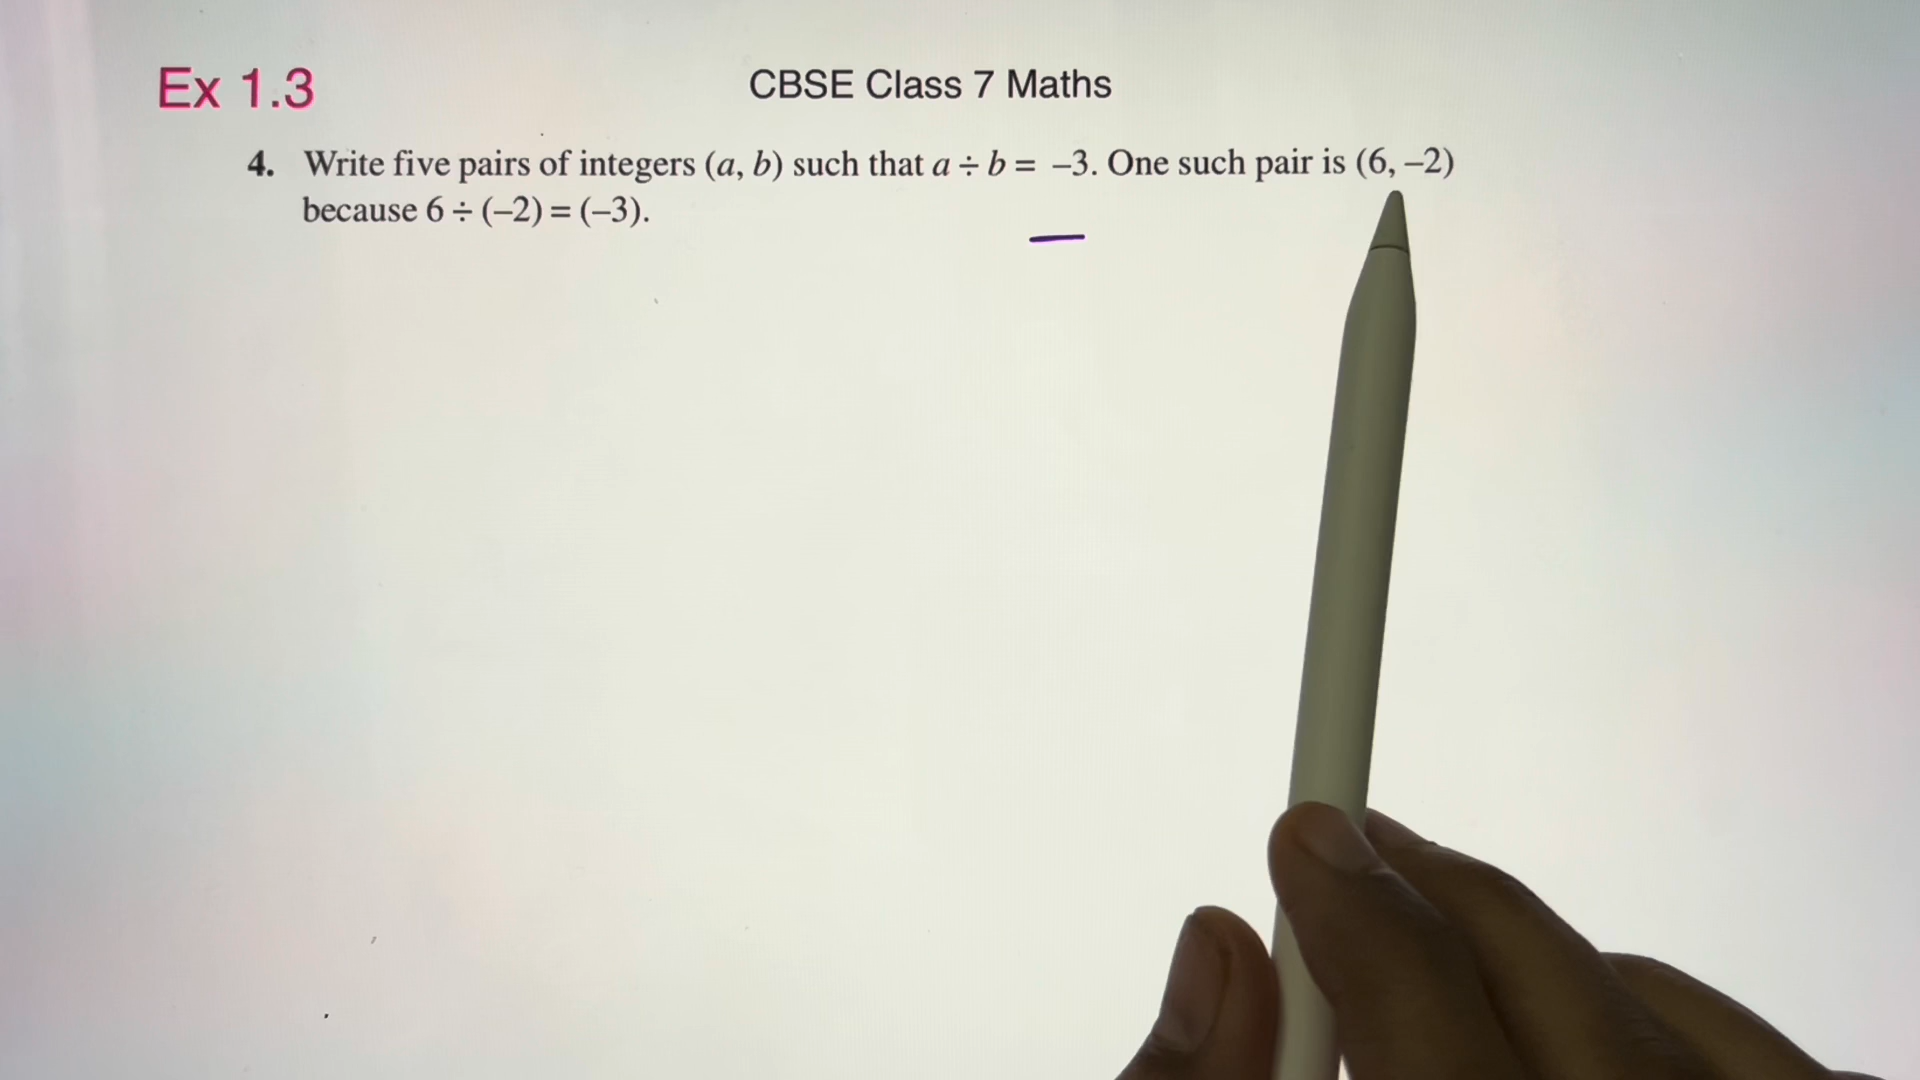 Ex 1.3
CBSE Class 7 Maths
4. Write five pairs of integers (a, b) such that a ÷ b = –3. One such pair is (6, –2)
because 6 ÷ (–2) = (–3).